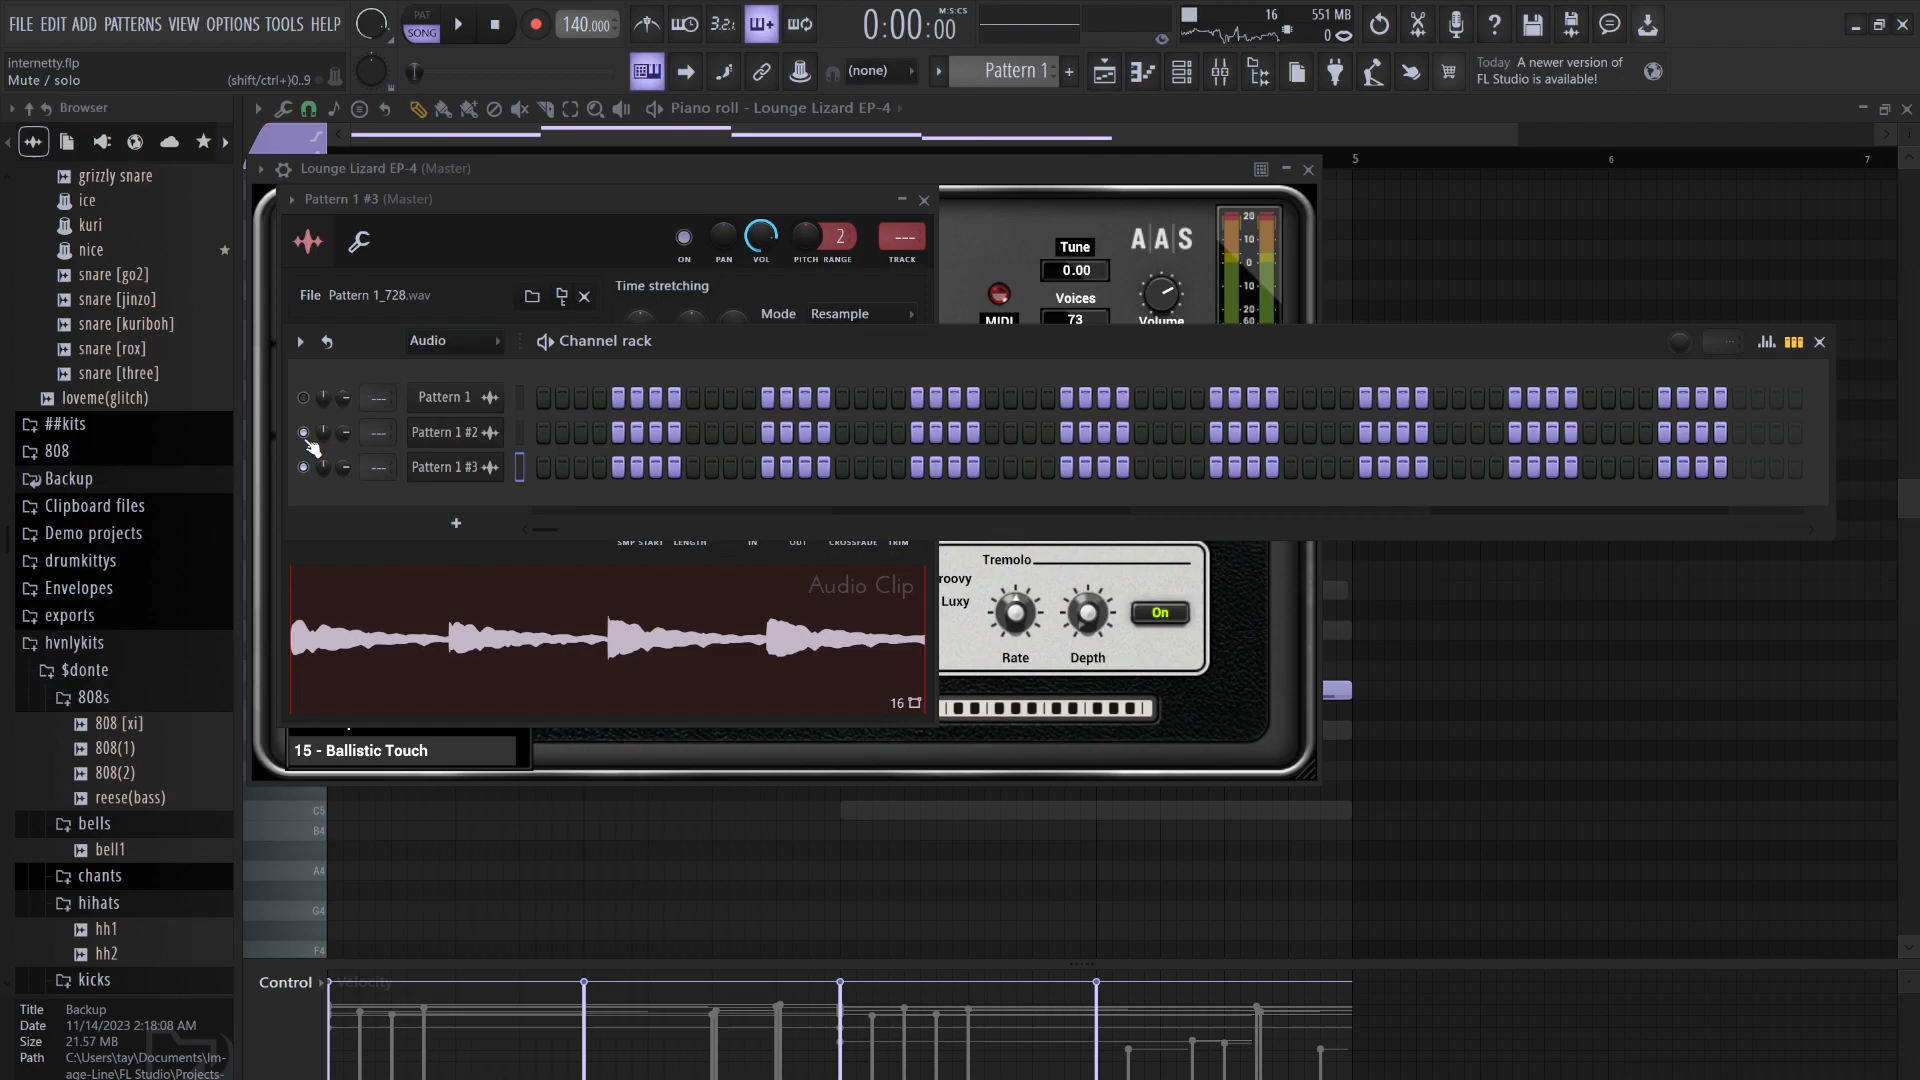 FILE EDIT ADD PATTERNS VIEW OPTIONS TOOLS HELP
PAT
SONG
140.000
3.2.
0:00:00
M:S:CS
16
551 MB
0
internetty.flp
Mute / solo
(shift/ctrl+)0.9
(none)
Pattern 1
+
Today A newer version of
FL Studio is available!
Browser
Piano roll - Lounge Lizard EP-4
grizzly snare
ice
kuri
nice
snare [go2]
snare [jinzo]
snare [kuriboh]
snare [rox]
snare [three]
loveme(glitch)
##kits
808
Backup
Clipboard files
Demo projects
drumkittys
Envelopes
exports
hvnlykits
$donte
808s
808 [xi]
808(1)
808(2)
reese(bass)
bells
bell1
chants
hihats
hh1
hh2
kicks
Title Backup
Date 11/14/2023 2:18:08 AM
Size 21.57 MB
Path C:\Users\tay\Documents\Im-
age-Line\FL Studio\Projects-
5
6
7
Lounge Lizard EP-4 (Master)
Pattern 1 #3 (Master)
ON
PAN
VOL
PITCH RANGE
2
TRACK
---
File Pattern 1_728.wav
Time stretching
Mode Resample
Tune
0.00
Voices
73
MIDI
AAS
Volume
20
10
0
10
20
60
Audio
Channel rack
--- Pattern 1
--- Pattern 1 #2
--- Pattern 1 #3
+
SMP START LENGTH IN OUT CROSSFADE TRIM
Audio Clip
16
Tremolo
roovy
Luxy
Rate
Depth
On
15 - Ballistic Touch
C5
B4
A4
G4
F4
Control
Velocity